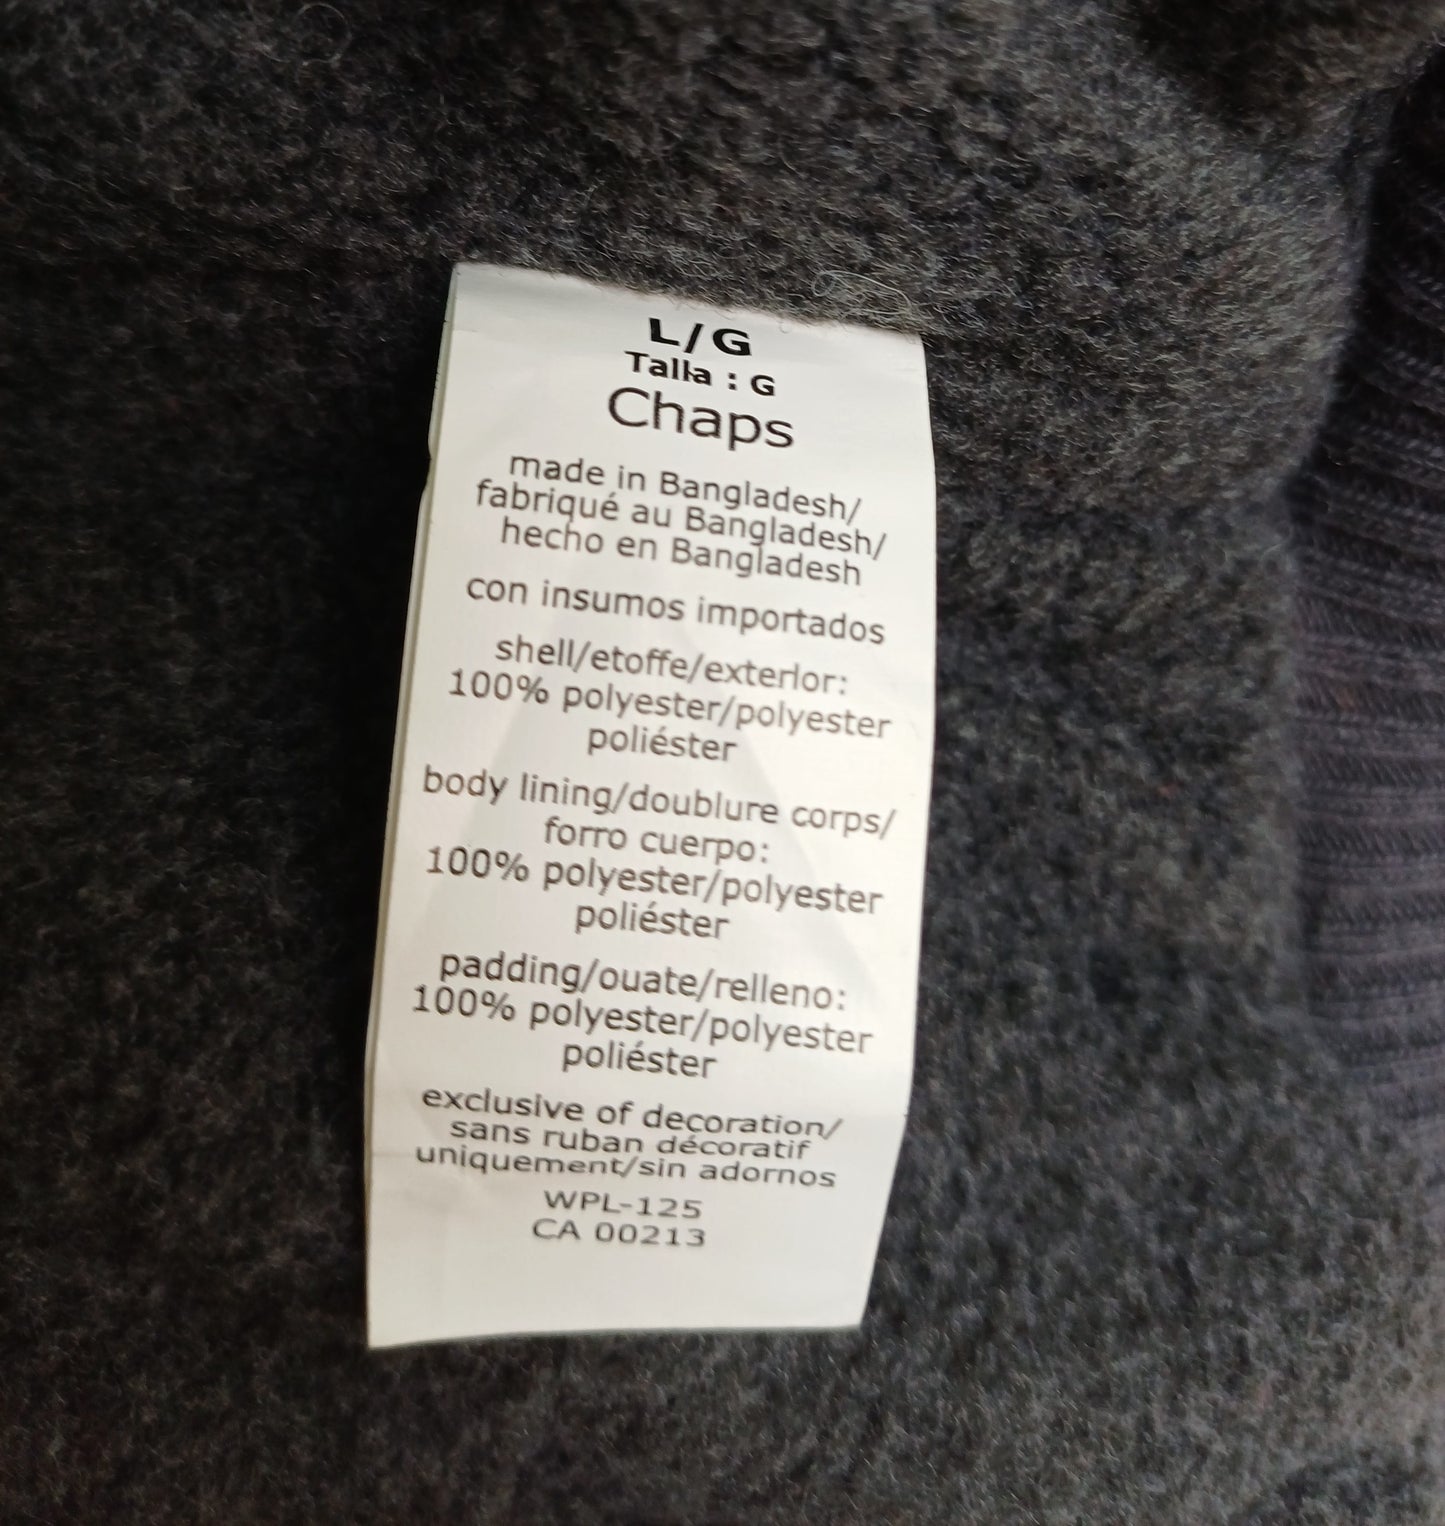 L/G
Talla : G
Chaps
made in Bangladesh/
fabriqué au Bangladesh/
hecho en Bangladesh
con insumos importados
shell/etoffe/exterior:
100% polyester/polyester
poliéster
body lining/doublure corps/
forro cuerpo:
100% polyester/polyester
poliéster
padding/ouate/relleno:
100% polyester/polyester
poliéster
exclusive of decoration/
sans ruban décoratif
uniquement/sin adornos
WPL-125
CA 00213